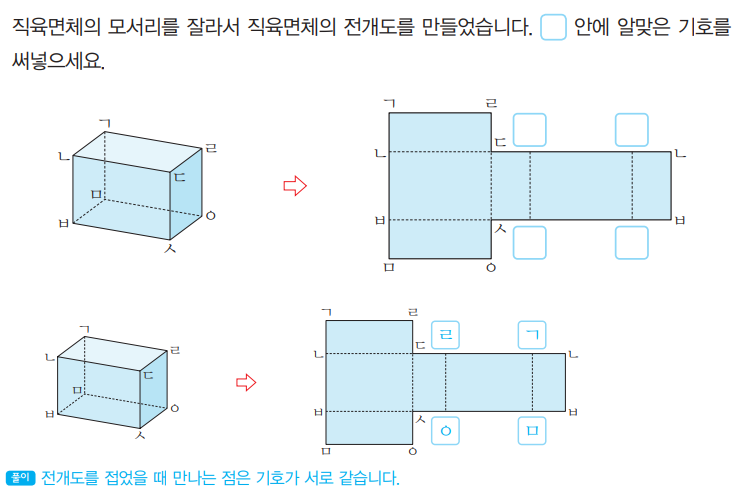 직육면체의 모서리를 잘라서 직육면체의 전개도를 만들었습니다. 안에 알맞은 기호를
써넣으세요.
ㄱ ㄹ
ㄱ
ㄷ
ㄴ ㄹ
ㄴ ㄴ
ㄷ
ㅁ
ㅂ ㅇ
ㅂ ㅂ
ㅅ
ㅅ
ㅁ ㅇ
ㄱ ㄹ
ㄱ
ㄹ ㄱ
ㄷ
ㄴ ㄹ
ㄴ ㄴ
ㄷ
ㅁ
ㅂ ㅇ
ㅂ ㅂ
ㅅ
ㅅ
ㅇ ㅁ
ㅁ ㅇ
풀이 전개도를 접었을 때 만나는 점은 기호가 서로 같습니다.